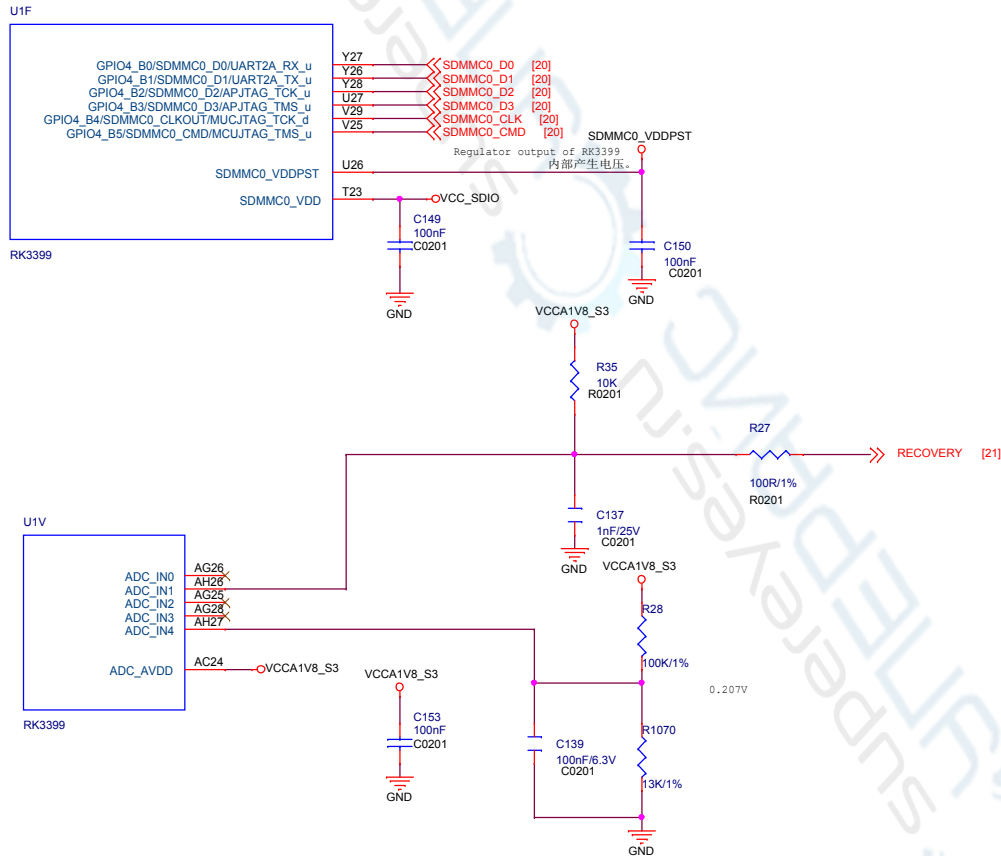 U1F
GPIO4_B0/SDMMC0_D0/UART2A_RX_u Y27 SDMMC0_D0 [20]
GPIO4_B1/SDMMC0_D1/UART2A_TX_u Y26 SDMMC0_D1 [20]
GPIO4_B2/SDMMC0_D2/APJTAG_TCK_u Y28 SDMMC0_D2 [20]
GPIO4_B3/SDMMC0_D3/APJTAG_TMS_u U27 SDMMC0_D3 [20]
GPIO4_B4/SDMMC0_CLKOUT/MUCJTAG_TCK_d V29 SDMMC0_CLK [20]
GPIO4_B5/SDMMC0_CMD/MCUJTAG_TMS_u V25 SDMMC0_CMD [20]
SDMMC0_VDDPST
Regulator output of RK3399
内部产生电压。
SDMMC0_VDDPST U26
SDMMC0_VDD T23 VCC_SDIO
C149
100nF
C0201
GND
C150
100nF
C0201
GND
RK3399
VCCA1V8_S3
R35
10K
R0201
R27
100R/1%
R0201
RECOVERY [21]
C137
1nF/25V
C0201
GND
U1V
ADC_IN0 AG26
ADC_IN1 AH26
ADC_IN2 AG25
ADC_IN3 AG28
ADC_IN4 AH27
ADC_AVDD AC24 VCCA1V8_S3
RK3399
VCCA1V8_S3
C153
100nF
C0201
GND
VCCA1V8_S3
R28
100K/1%
0.207V
R1070
13K/1%
C139
100nF/6.3V
C0201
GND